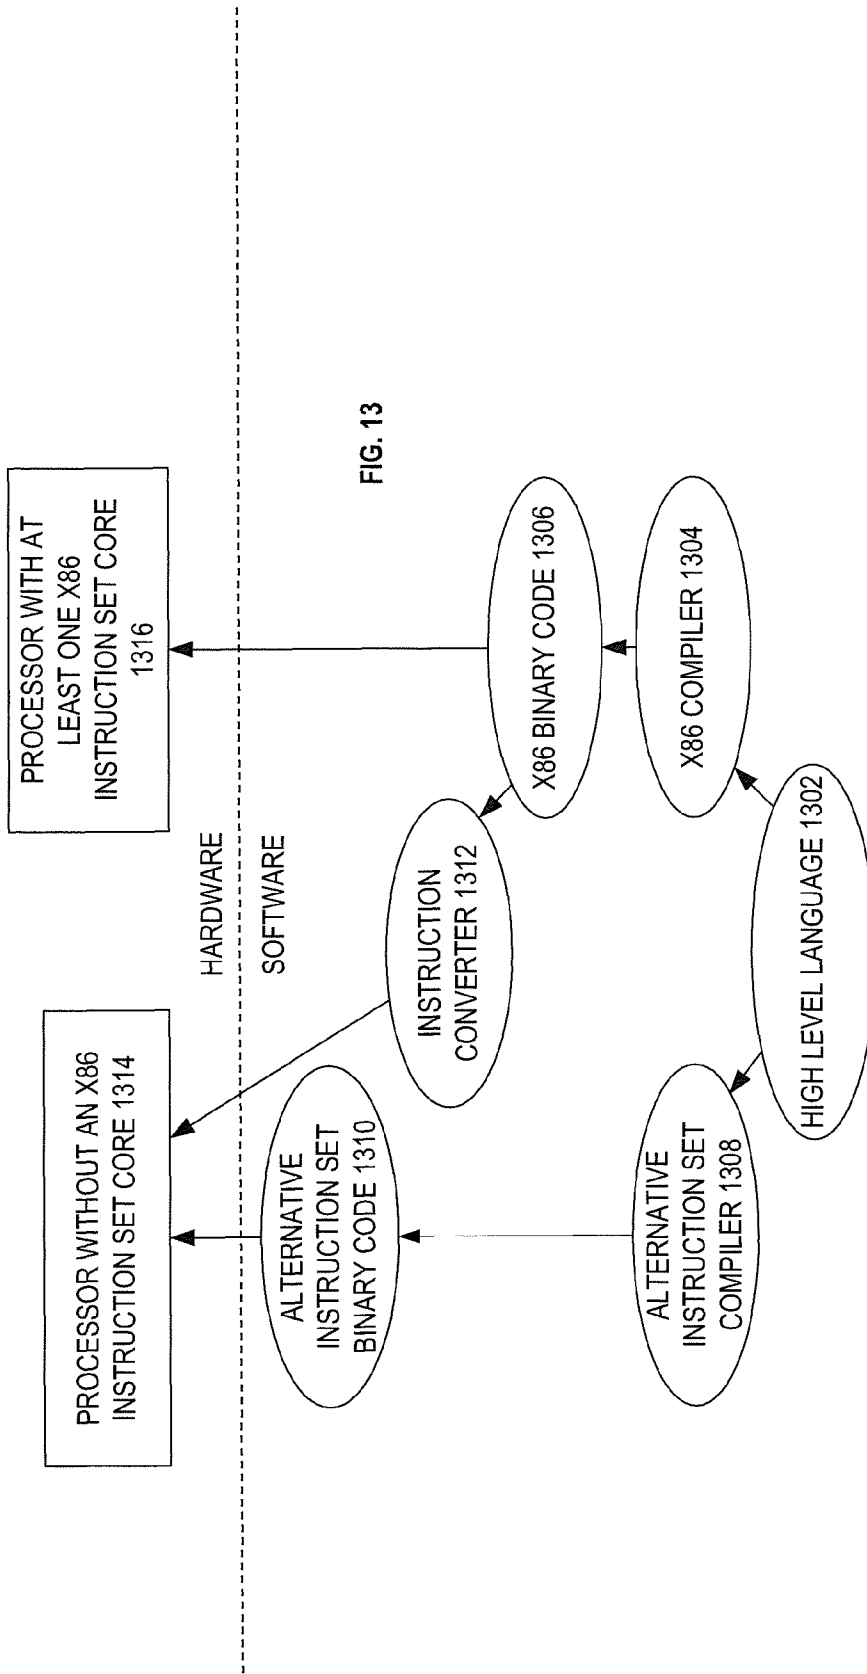 PROCESSOR WITHOUT AN X86
INSTRUCTION SET CORE 1314
PROCESSOR WITH AT
LEAST ONE X86
INSTRUCTION SET CORE
1316
HARDWARE
SOFTWARE
ALTERNATIVE
INSTRUCTION SET
BINARY CODE 1310
INSTRUCTION
CONVERTER 1312
FIG. 13
X86 BINARY CODE 1306
ALTERNATIVE
INSTRUCTION SET
COMPILER 1308
X86 COMPILER 1304
HIGH LEVEL LANGUAGE 1302